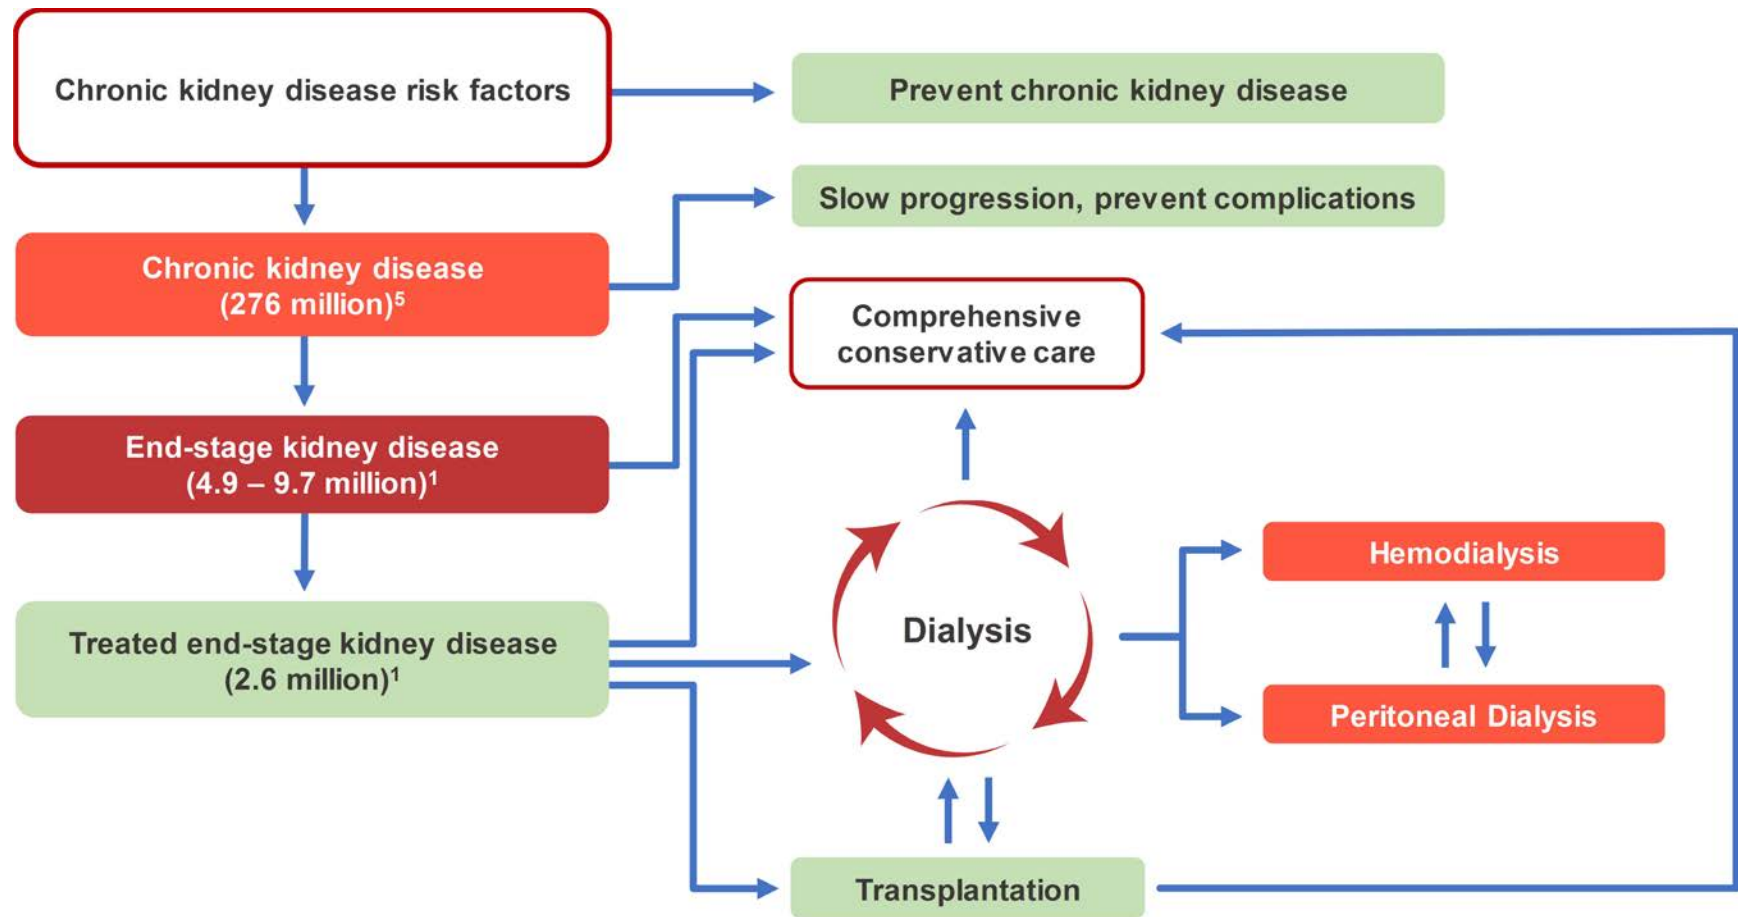 Chronic kidney disease risk factors
Prevent chronic kidney disease
Slow progression, prevent complications
Chronic kidney disease
(276 million)⁵
Comprehensive
conservative care
End-stage kidney disease
(4.9 – 9.7 million)¹
Hemodialysis
Dialysis
Treated end-stage kidney disease
(2.6 million)¹
Peritoneal Dialysis
Transplantation